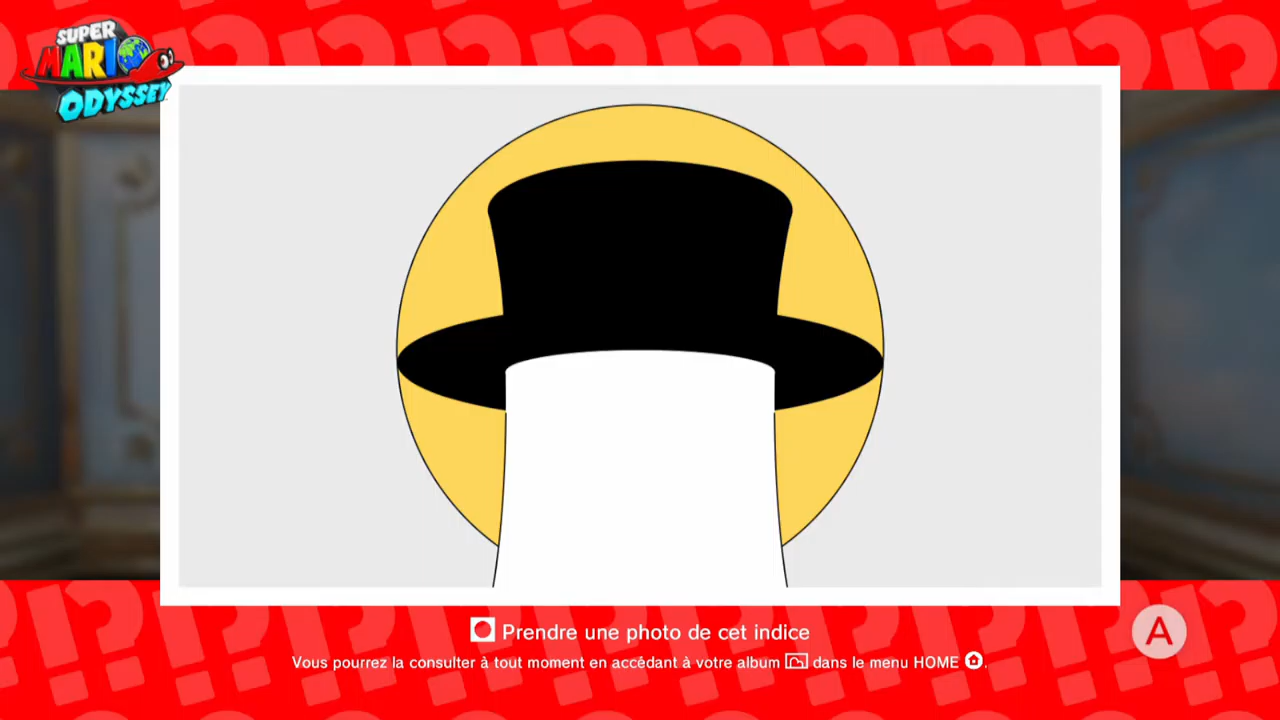 SUPER
MARIO
ODYSSEY
Prendre une photo de cet indice
A
Vous pourrez la consulter à tout moment en accédant à votre album dans le menu HOME .